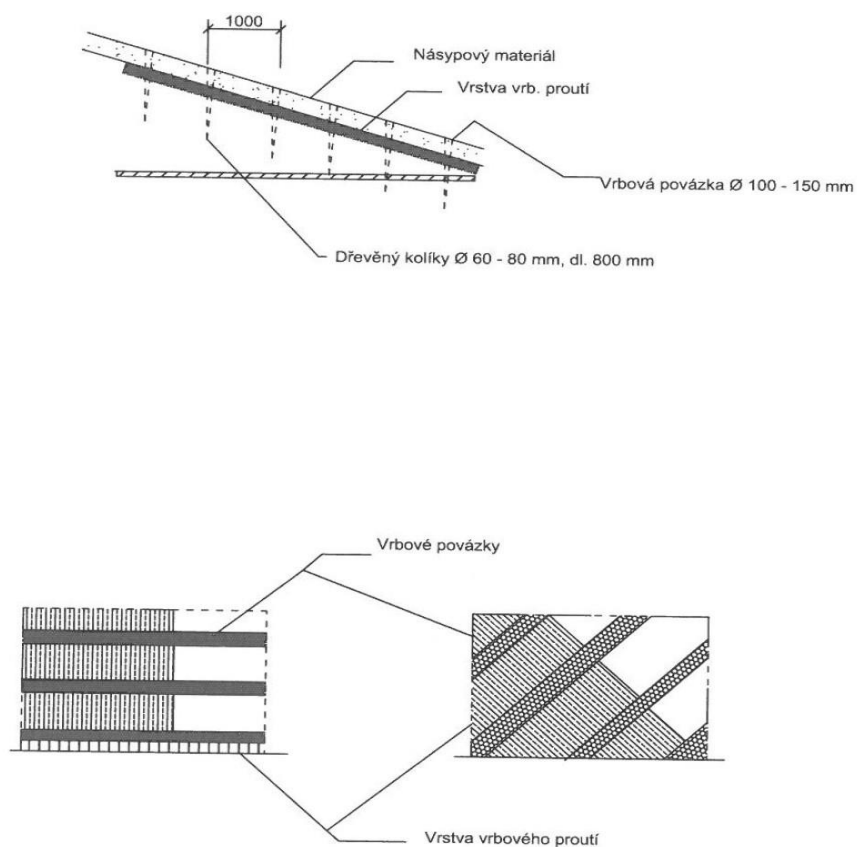 1000
Násypový materiál
Vrstva vrb. proutí
Vrbová povázka Ø 100 - 150 mm
Dřevěný kolíky Ø 60 - 80 mm, dl. 800 mm
Vrbové povázky
Vrstva vrbového proutí